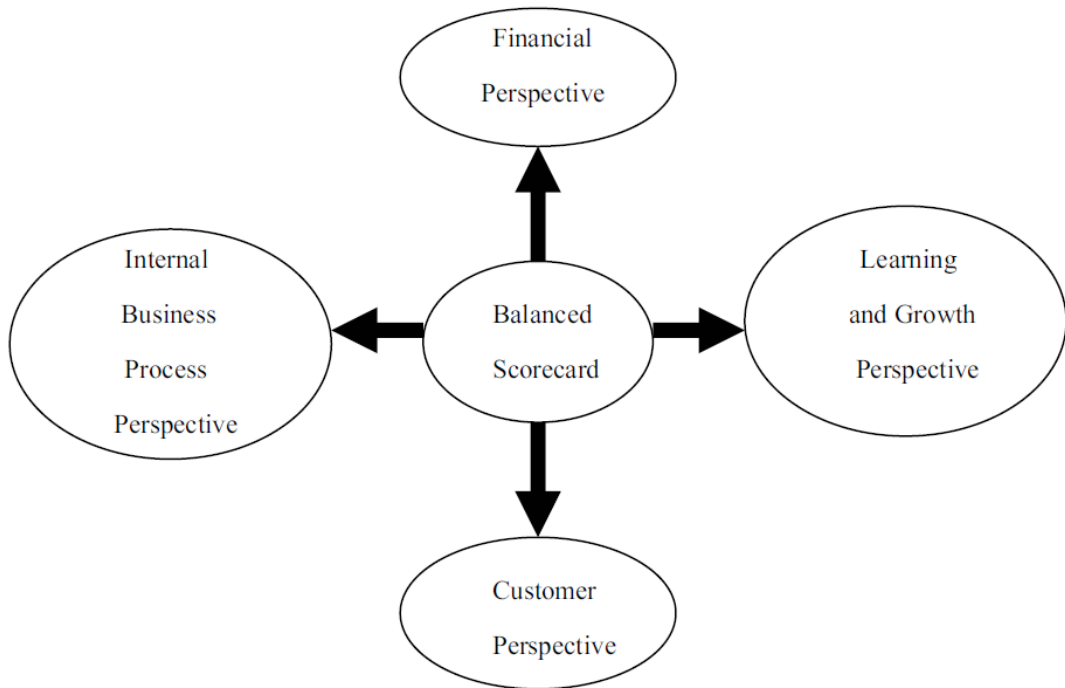 Financial
Perspective
Internal
Business
Process
Perspective
Balanced
Scorecard
Learning
and Growth
Perspective
Customer
Perspective